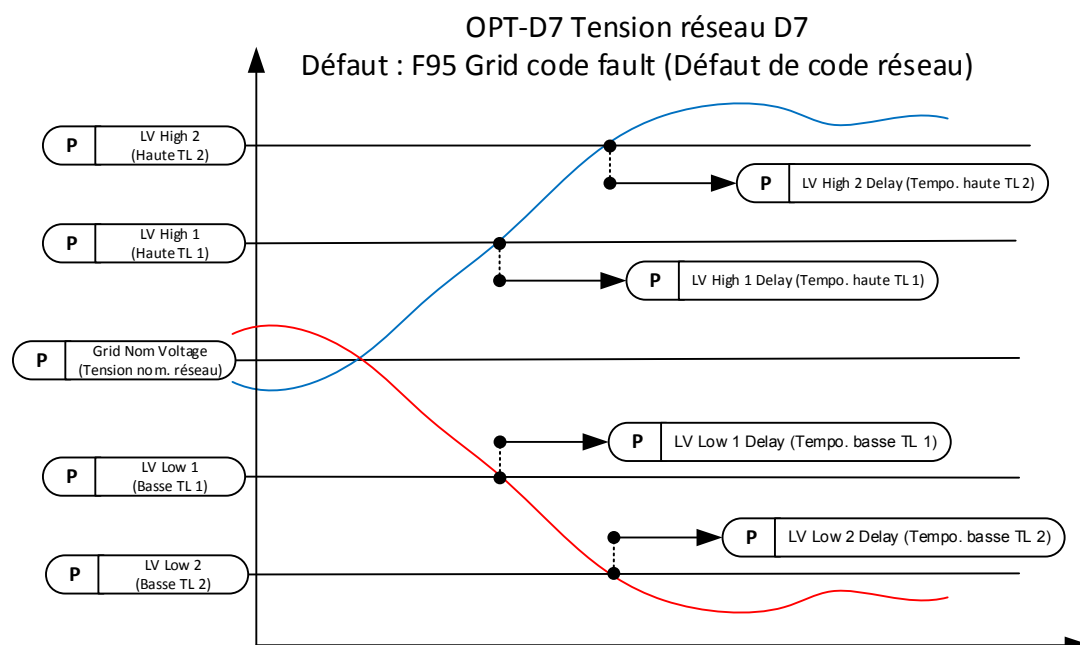 OPT-D7 Tension réseau D7
Défaut : F95 Grid code fault (Défaut de code réseau)
P
LV High 2
(Haute TL 2)
P
LV High 2 Delay (Tempo. haute TL 2)
P
LV High 1
(Haute TL 1)
P
LV High 1 Delay (Tempo. haute TL 1)
P
Grid Nom Voltage
(Tension nom. réseau)
P
LV Low 1 Delay (Tempo. basse TL 1)
P
LV Low 1
(Basse TL 1)
P
LV Low 2 Delay (Tempo. basse TL 2)
P
LV Low 2
(Basse TL 2)